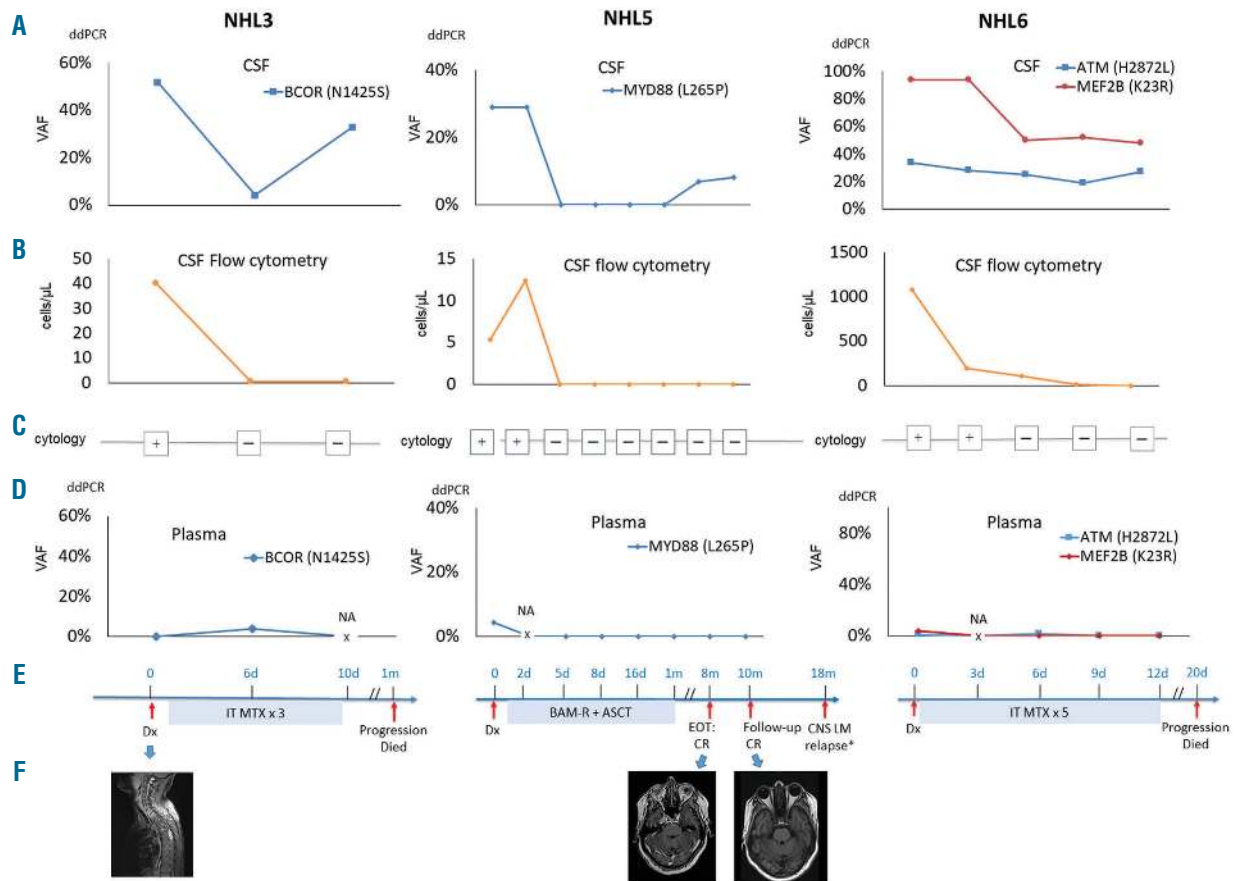 NHL3 NHL5 NHL6
A
ddPCR
60%
40%
20%
0%
VAF
CSF
BCOR (N1425S)
ddPCR
40%
20%
0%
VAF
CSF
MYD88 (L265P)
ddPCR
100%
80%
60%
40%
20%
0%
VAF
CSF
ATM (H2872L)
MEF2B (K23R)
B
50
40
30
20
10
0
cells/µL
CSF Flow cytometry
15
10
5
0
cells/µL
CSF flow cytometry
1500
1000
500
0
cells/µL
CSF flow cytometry
C
cytology + − −
cytology + + − − − − − −
cytology + + − − −
D
ddPCR
60%
40%
20%
0%
VAF
Plasma
BCOR (N1425S)
NA
x
ddPCR
40%
20%
0%
VAF
Plasma
MYD88 (L265P)
NA
x
ddPCR
80%
40%
0%
VAF
Plasma
ATM (H2872L)
MEF2B (K23R)
NA
x
E
0 6d 10d // 1m
IT MTX x 3
Dx
Progression
Died
0 2d 5d 8d 16d 1m // 8m 10m 18m
BAM-R + ASCT
Dx
EOT:
CR
Follow-up
CR
CNS LM
relapse*
0 3d 6d 9d 12d // 20d
IT MTX x 5
Dx
Progression
Died
F